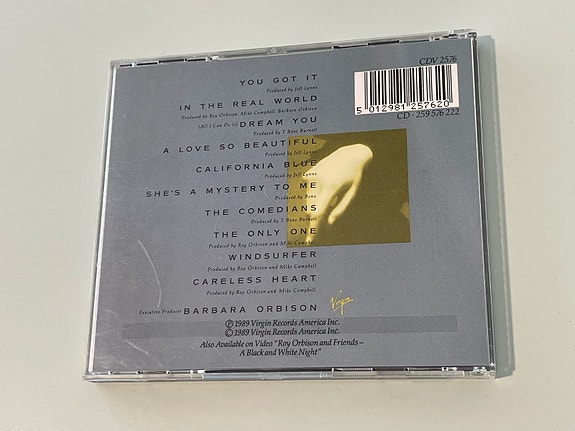 CDV 2576
5 012981 257620
CD - 259 576 222
YOU GOT IT
Produced by Jeff Lynne
IN THE REAL WORLD
Produced by Roy Orbison, Mike Campbell, Barbara Orbison
(All I Can Do Is) DREAM YOU
Produced by T Bone Burnett
A LOVE SO BEAUTIFUL
Produced by Jeff Lynne
CALIFORNIA BLUE
Produced by Jeff Lynne
SHE'S A MYSTERY TO ME
Produced by Bono
THE COMEDIANS
Produced by T Bone Burnett
THE ONLY ONE
Produced by Roy Orbison and Mike Campbell
WINDSURFER
Produced by Roy Orbison and Mike Campbell
CARELESS HEART
Produced by Roy Orbison and Mike Campbell
Executive Producer BARBARA ORBISON
Virgin
℗ 1989 Virgin Records America Inc.
© 1989 Virgin Records America Inc.
Also Available on Video "Roy Orbison and Friends –
A Black and White Night"